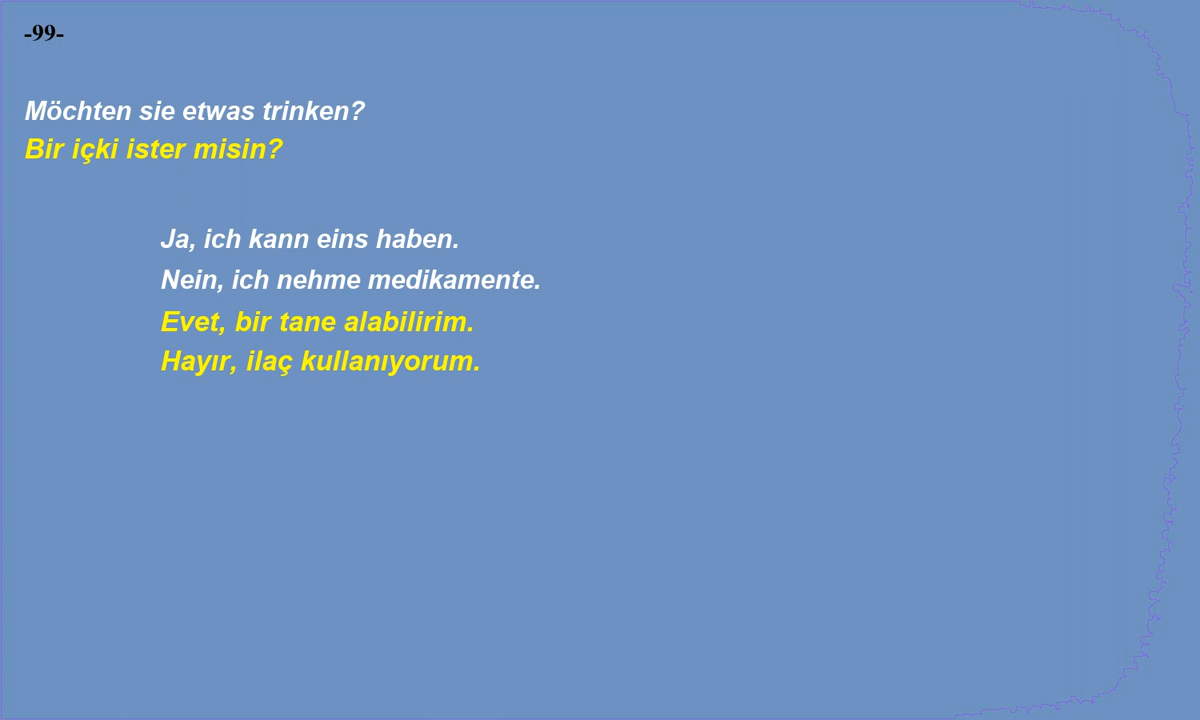 -99-
Möchten sie etwas trinken?
Bir içki ister misin?
Ja, ich kann eins haben.
Nein, ich nehme medikamente.
Evet, bir tane alabilirim.
Hayır, ilaç kullanıyorum.